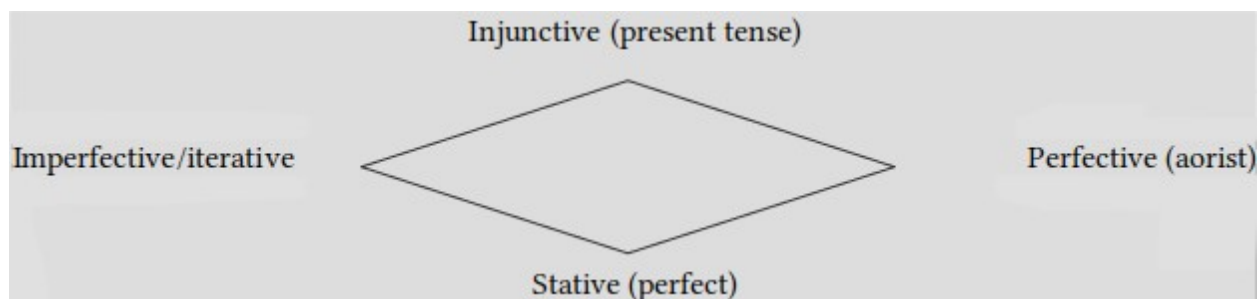 Injunctive (present tense)
Imperfective/iterative
Perfective (aorist)
Stative (perfect)